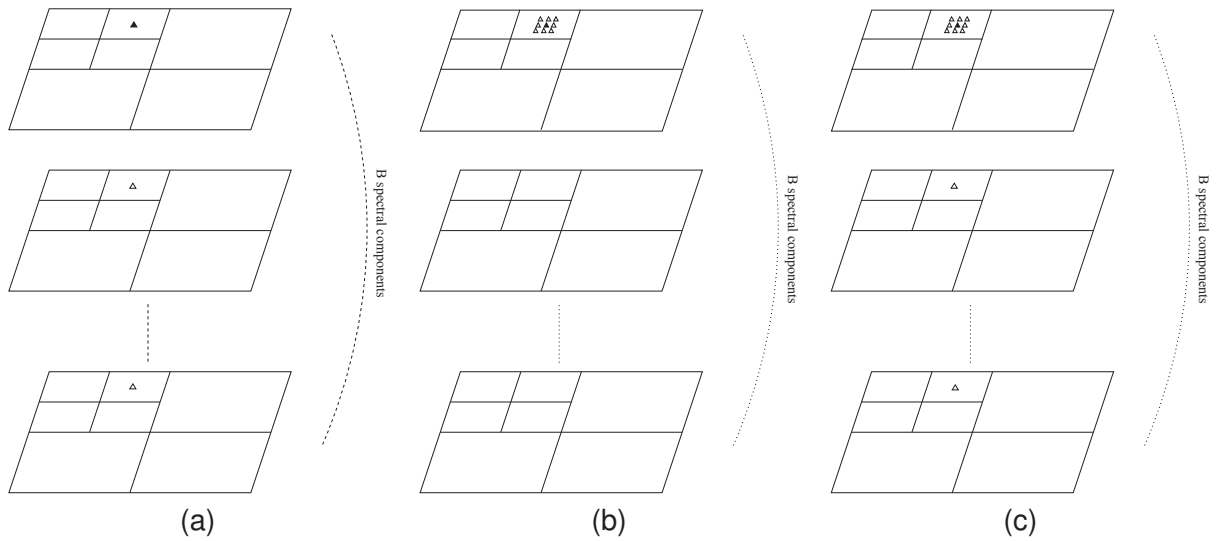 B spectral components
B spectral components
B spectral components
(a)
(b)
(c)